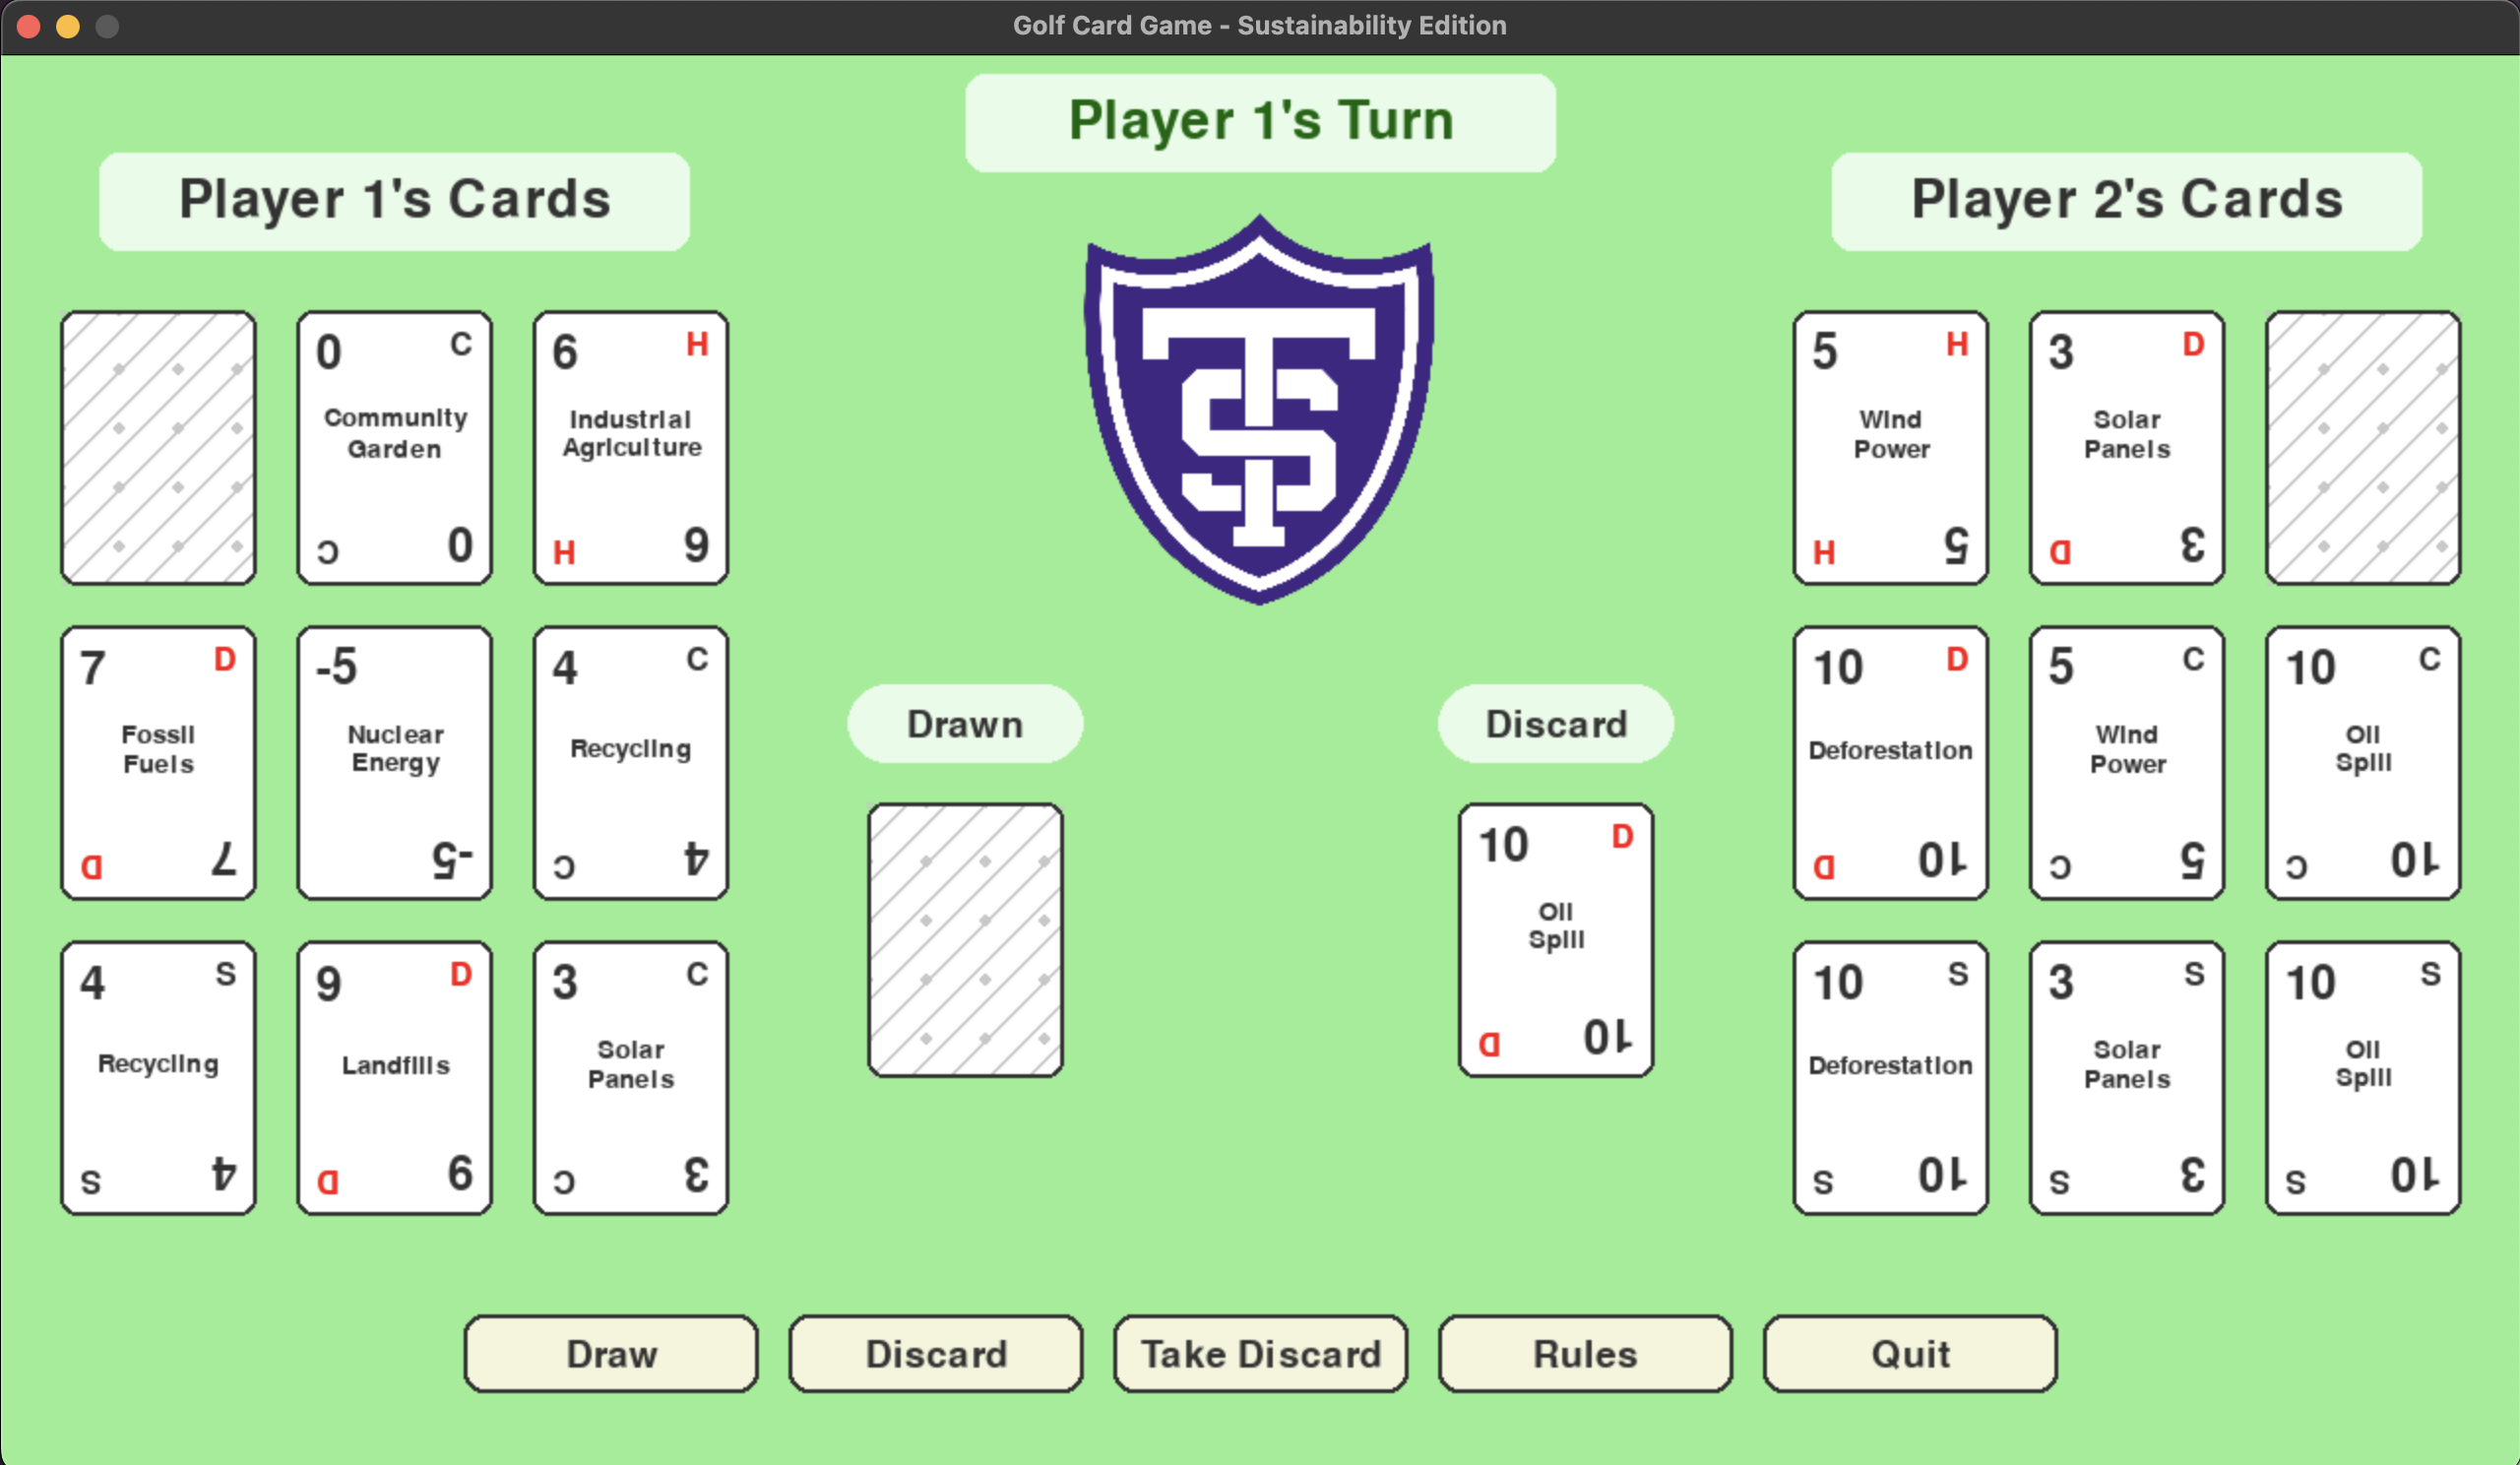 Golf Card Game - Sustainability Edition
Player 1's Turn
Player 1's Cards
Player 2's Cards
0 C
Community
Garden
C 0
6 H
Industrial
Agriculture
H 6
5 H
Wind
Power
H 5
3 D
Solar
Panels
D 3
TS
7 D
Fossil
Fuels
D 7
-5
Nuclear
Energy
-5
4 C
Recycling
C 4
Drawn
Discard
10 D
Oil
Spill
D 10
10 D
Deforestation
D 10
5 C
Wind
Power
C 5
10 C
Oil
Spill
C 10
4 S
Recycling
S 4
9 D
Landfills
D 9
3 C
Solar
Panels
C 3
10 S
Deforestation
S 10
3 S
Solar
Panels
S 3
10 S
Oil
Spill
S 10
Draw
Discard
Take Discard
Rules
Quit